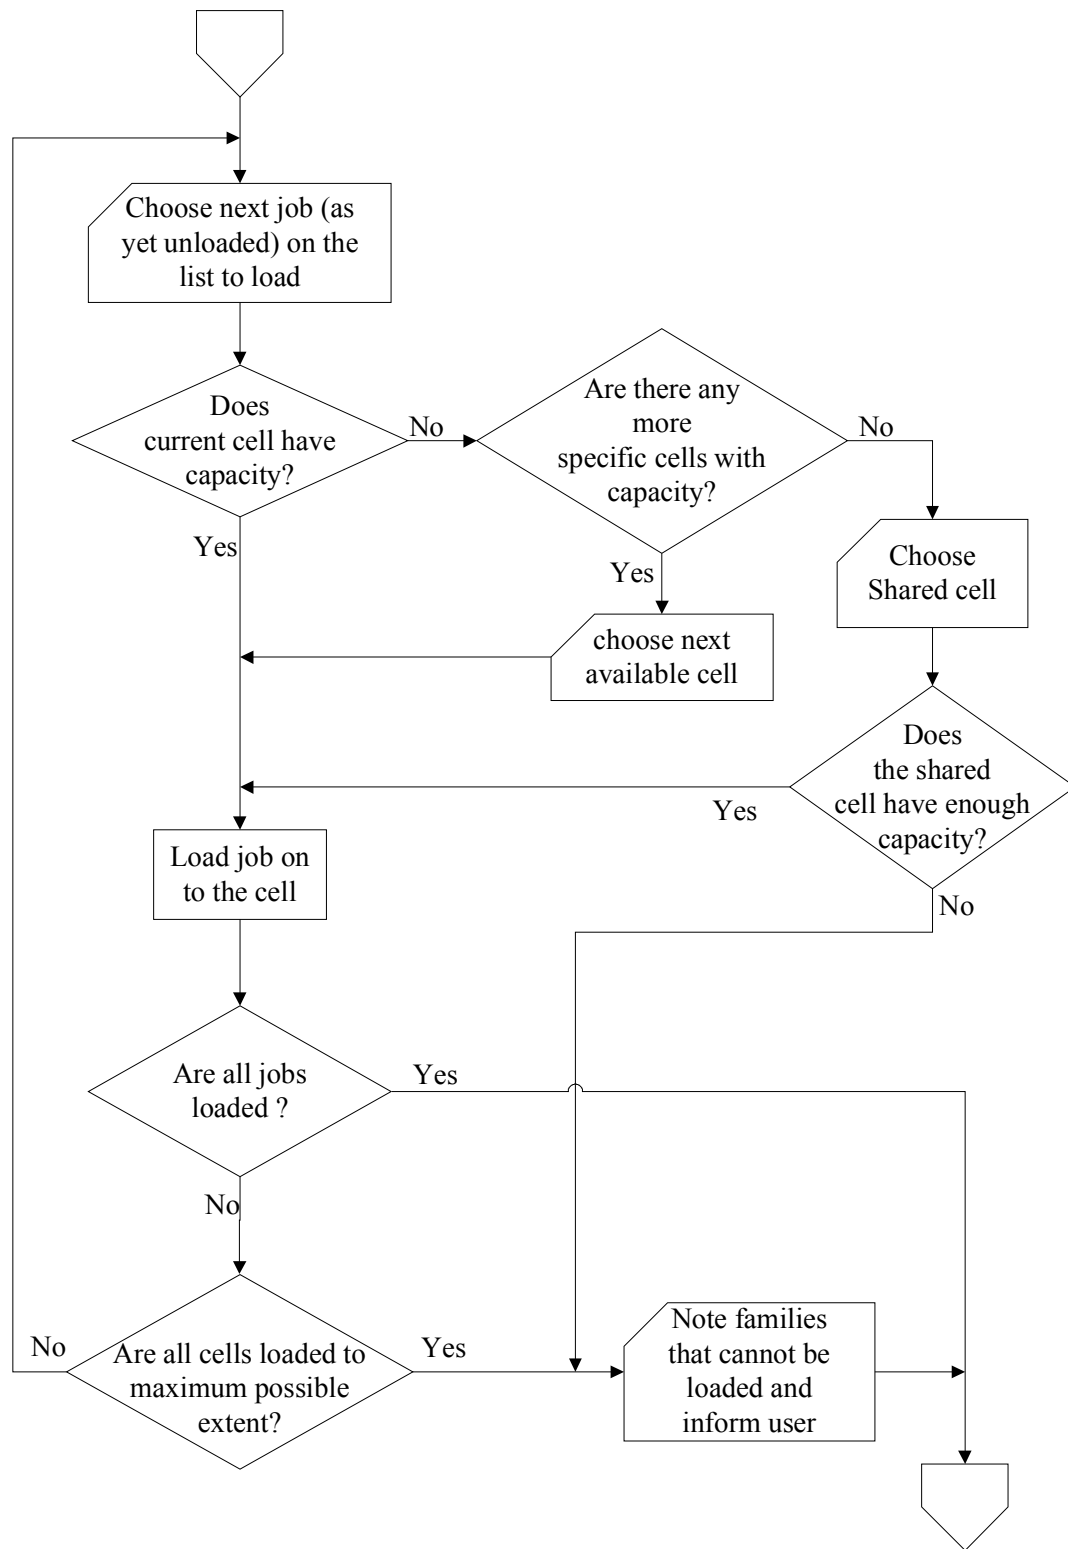 Choose next job (as
yet unloaded) on the
list to load
Does
current cell have
capacity?
No
Are there any
more
specific cells with
capacity?
No
Yes
Yes
Choose
Shared cell
choose next
available cell
Does
the shared
cell have enough
capacity?
Yes
No
Load job on
to the cell
Are all jobs
loaded ?
Yes
No
No
Are all cells loaded to
maximum possible
extent?
Yes
Note families
that cannot be
loaded and
inform user